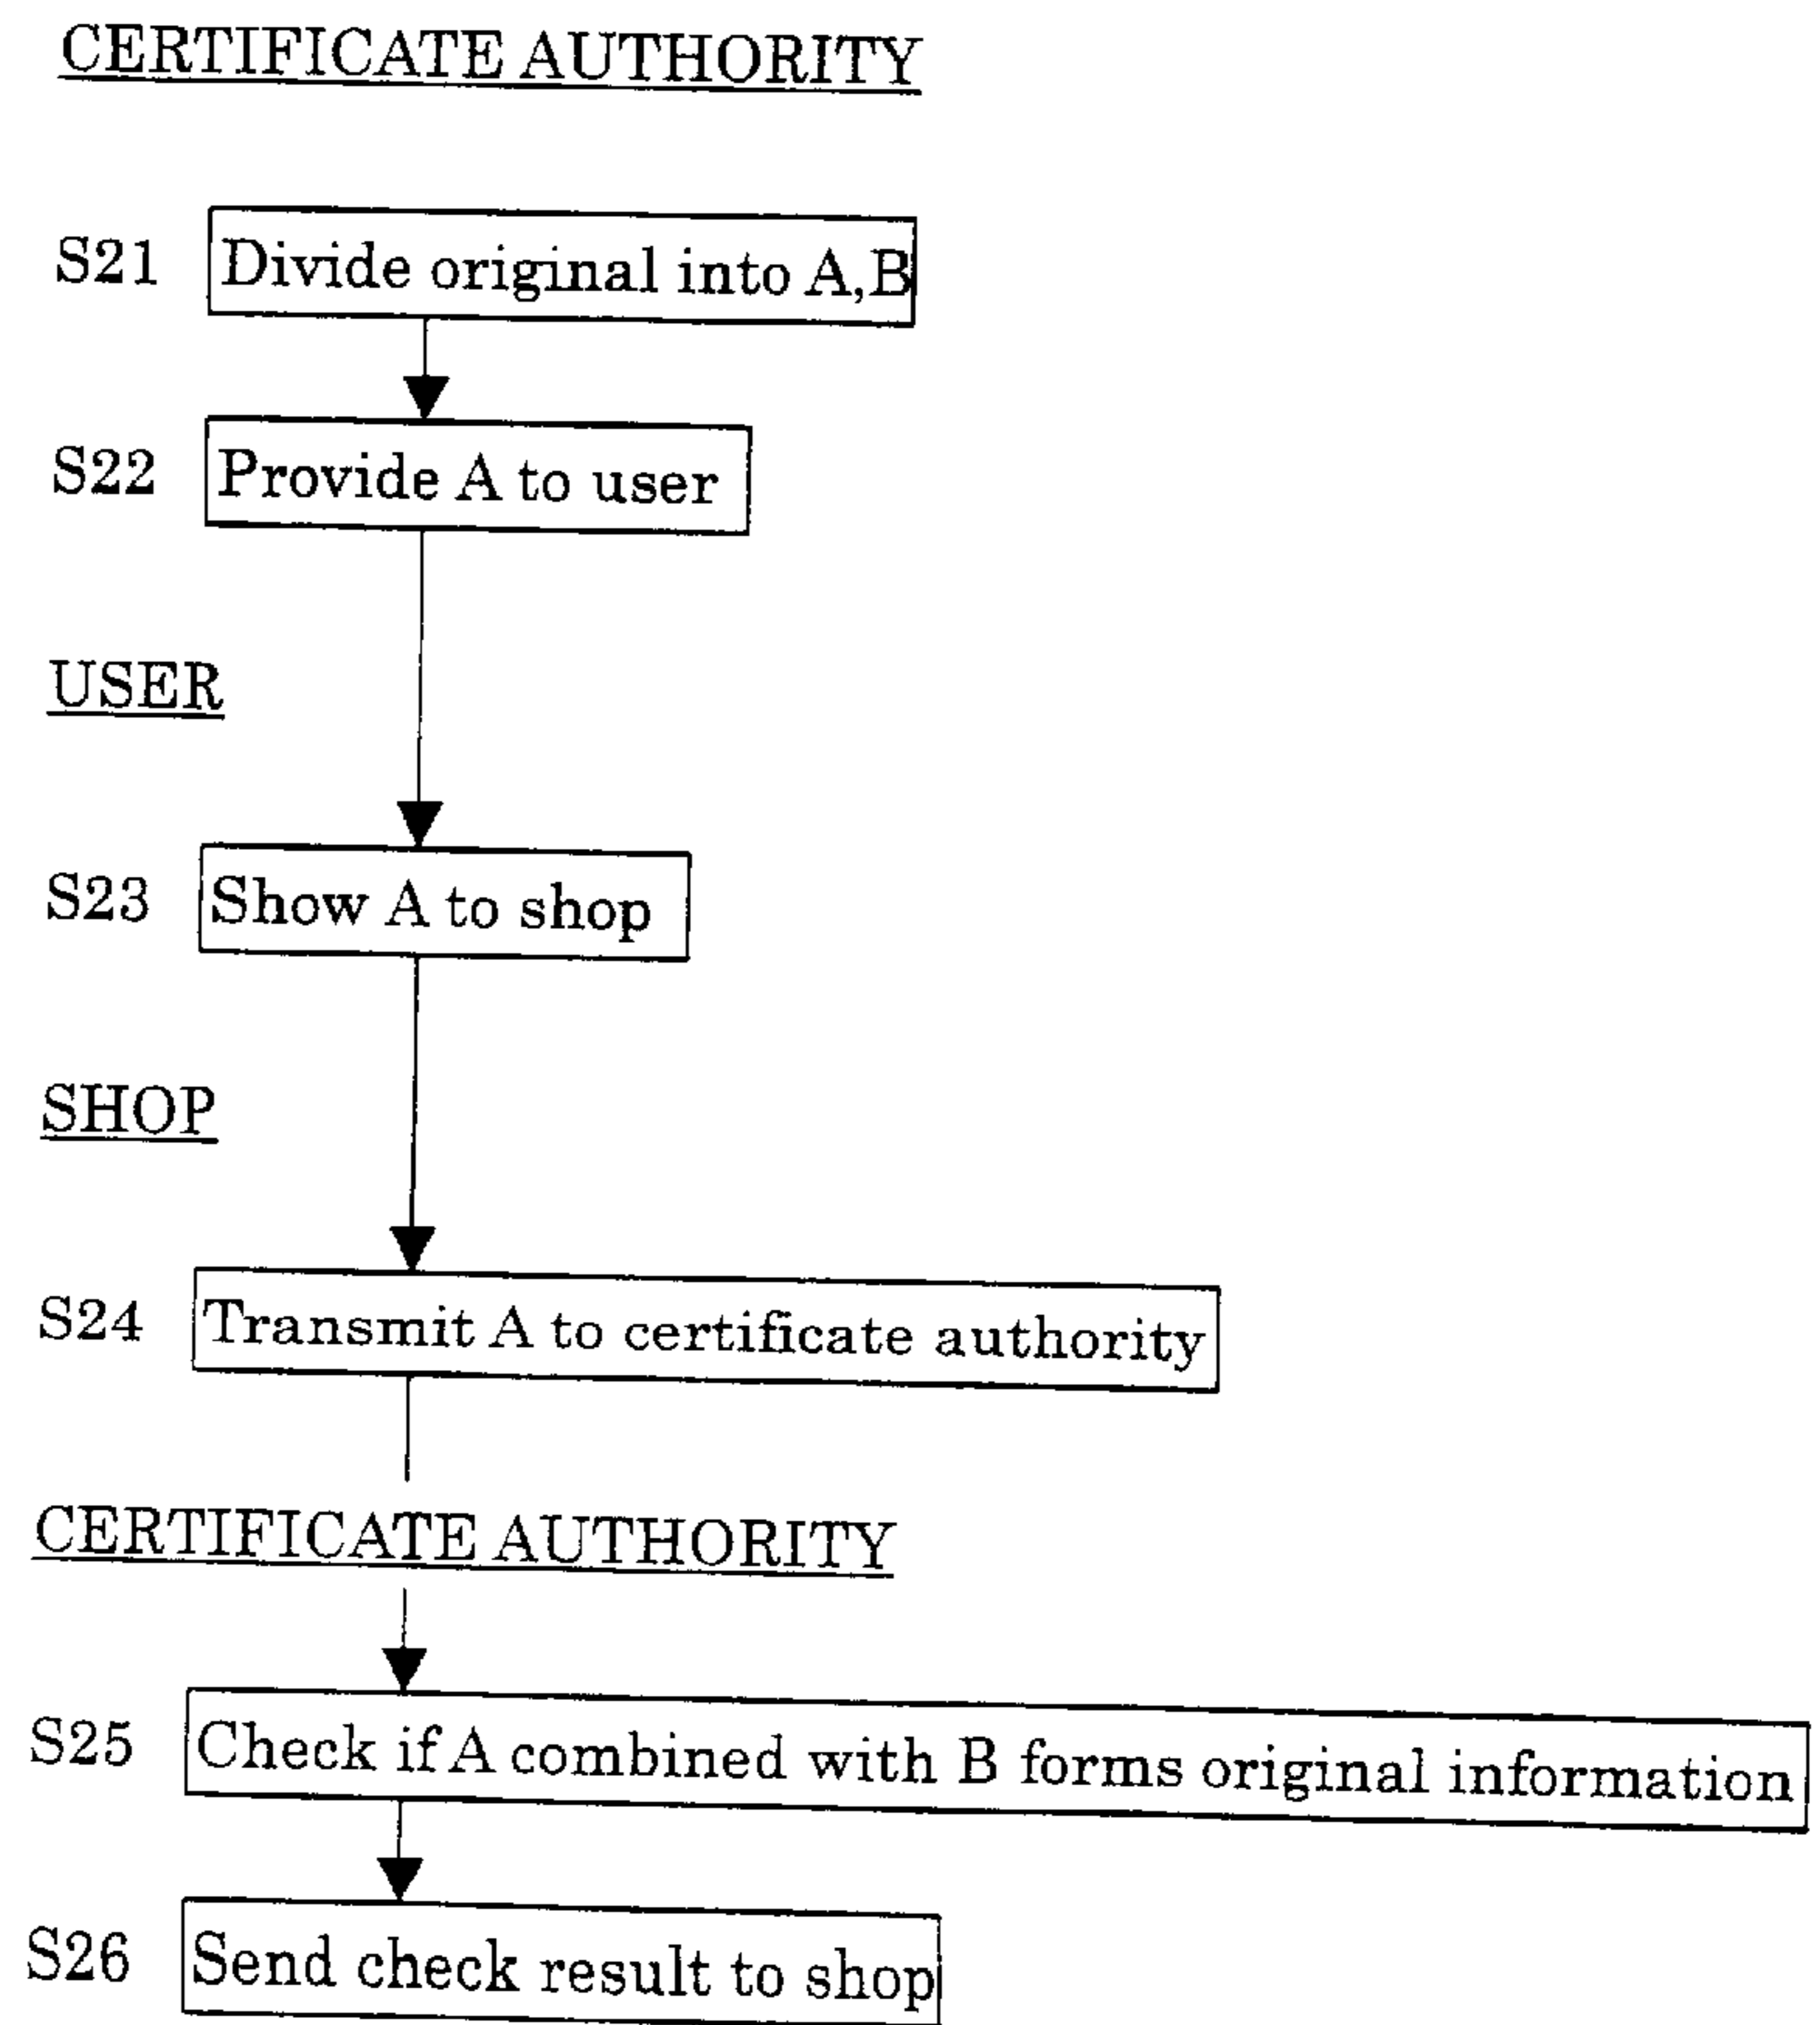 CERTIFICATE AUTHORITY
S21 Divide original into A,B
S22 Provide A to user
USER
S23 Show A to shop
SHOP
S24 Transmit A to certificate authority
CERTIFICATE AUTHORITY
S25 Check if A combined with B forms original information
S26 Send check result to shop